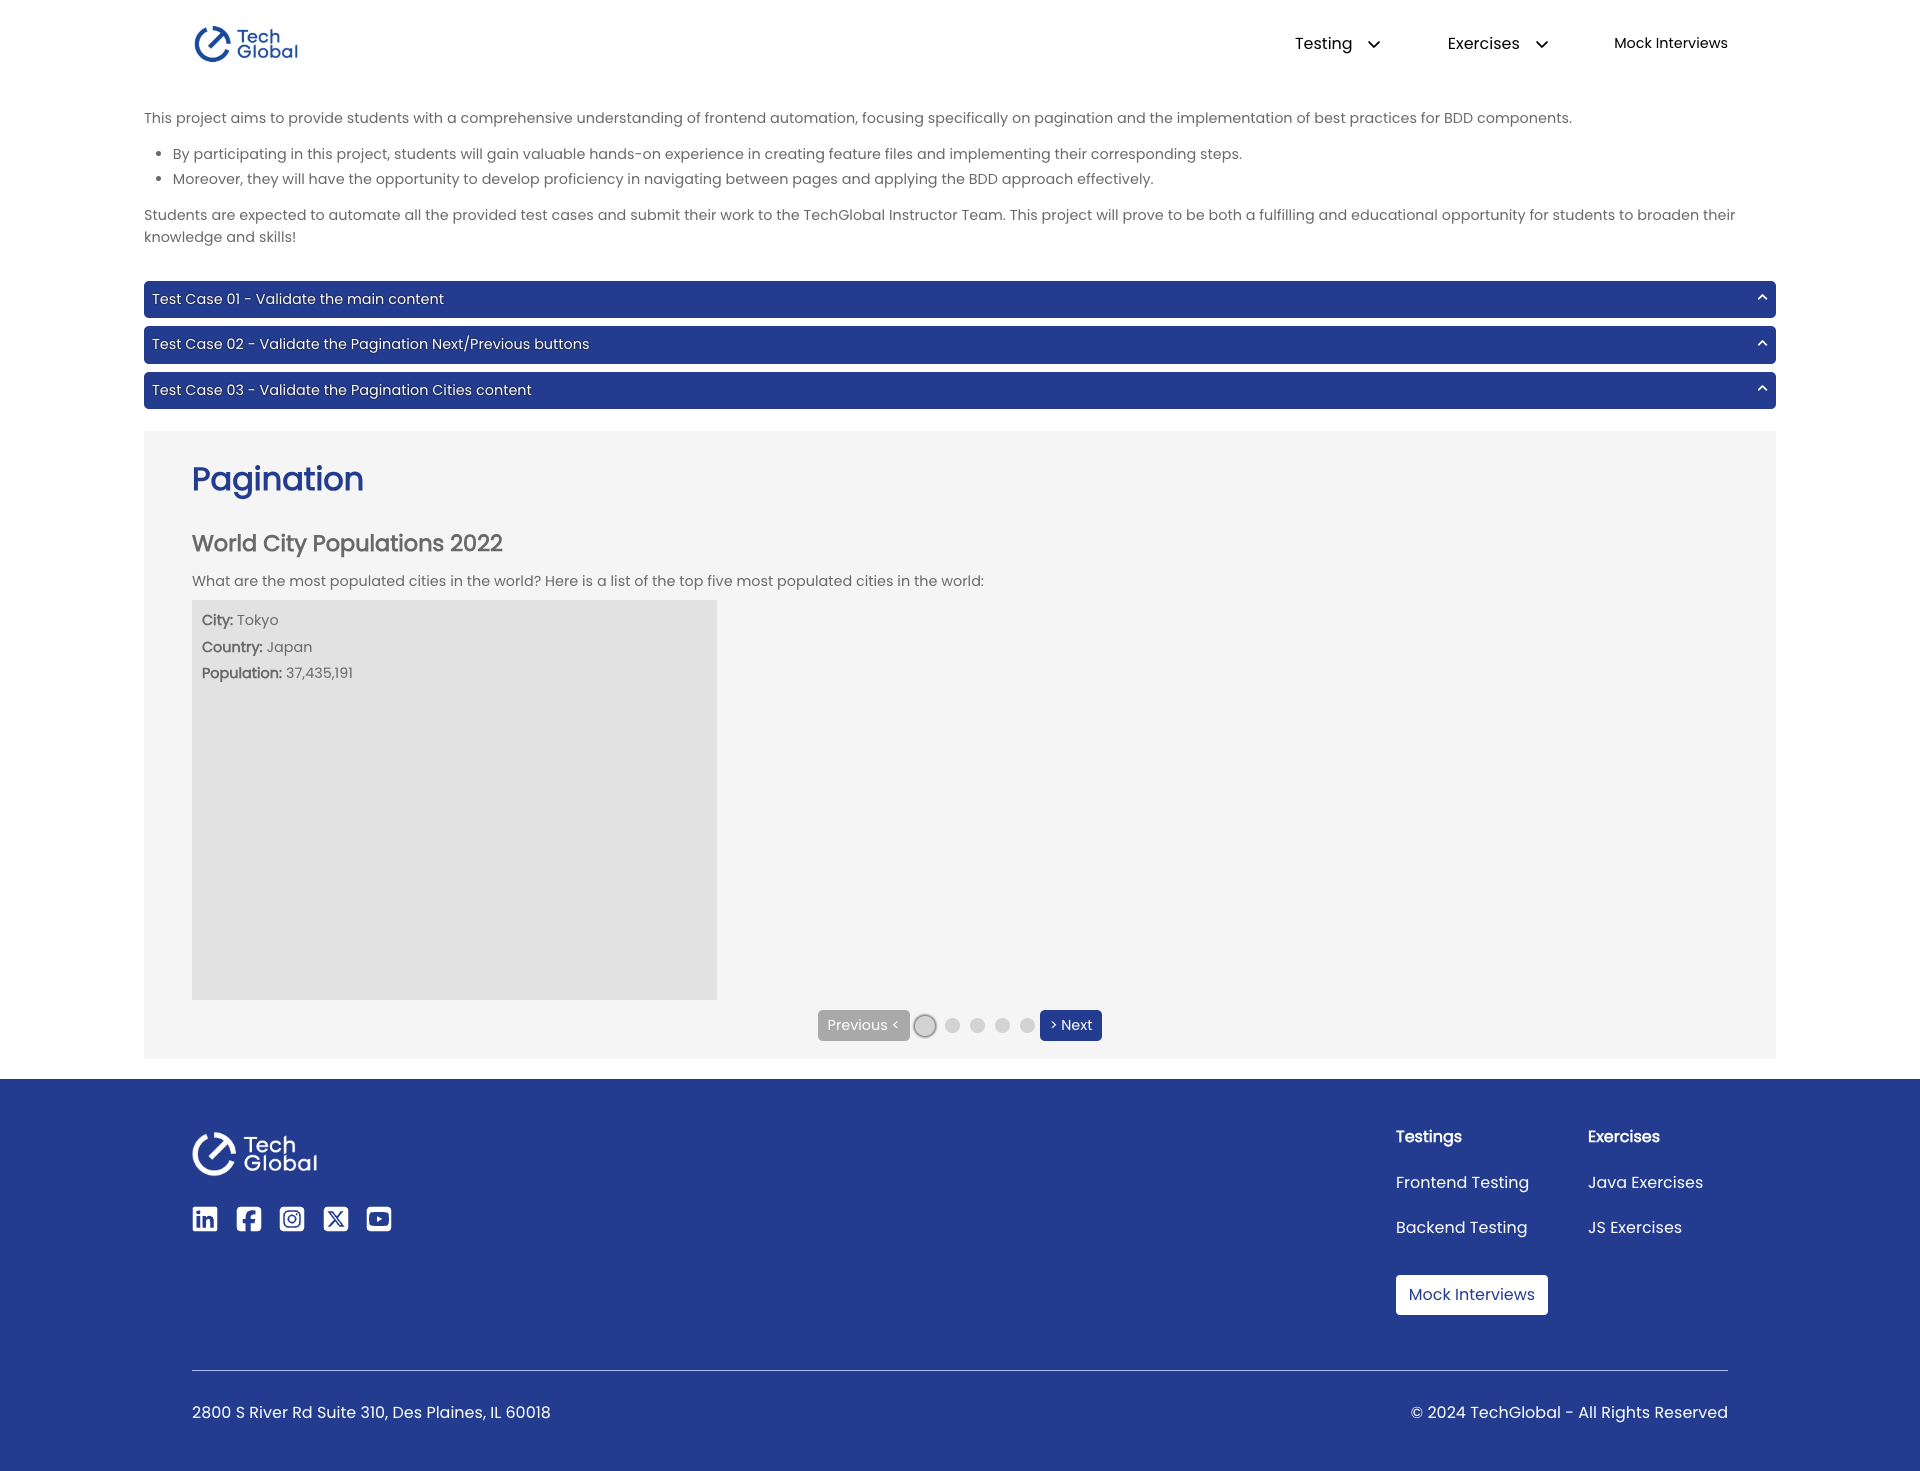 Tech
Global
Testing
Exercises
Mock Interviews
This project aims to provide students with a comprehensive understanding of frontend automation, focusing specifically on pagination and the implementation of best practices for BDD components.
• By participating in this project, students will gain valuable hands-on experience in creating feature files and implementing their corresponding steps.
• Moreover, they will have the opportunity to develop proficiency in navigating between pages and applying the BDD approach effectively.
Students are expected to automate all the provided test cases and submit their work to the TechGlobal Instructor Team. This project will prove to be both a fulfilling and educational opportunity for students to broaden their
knowledge and skills!
Test Case 01 - Validate the main content
Test Case 02 - Validate the Pagination Next/Previous buttons
Test Case 03 - Validate the Pagination Cities content
Pagination
World City Populations 2022
What are the most populated cities in the world? Here is a list of the top five most populated cities in the world:
City: Tokyo
Country: Japan
Population: 37,435,191
Previous <
> Next
Tech
Global
Testings
Frontend Testing
Backend Testing
Exercises
Java Exercises
JS Exercises
Mock Interviews
2800 S River Rd Suite 310, Des Plaines, IL 60018
© 2024 TechGlobal - All Rights Reserved